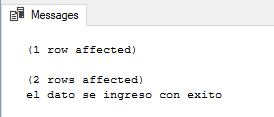 Messages
(1 row affected)
(2 rows affected)
el dato se ingreso con exito